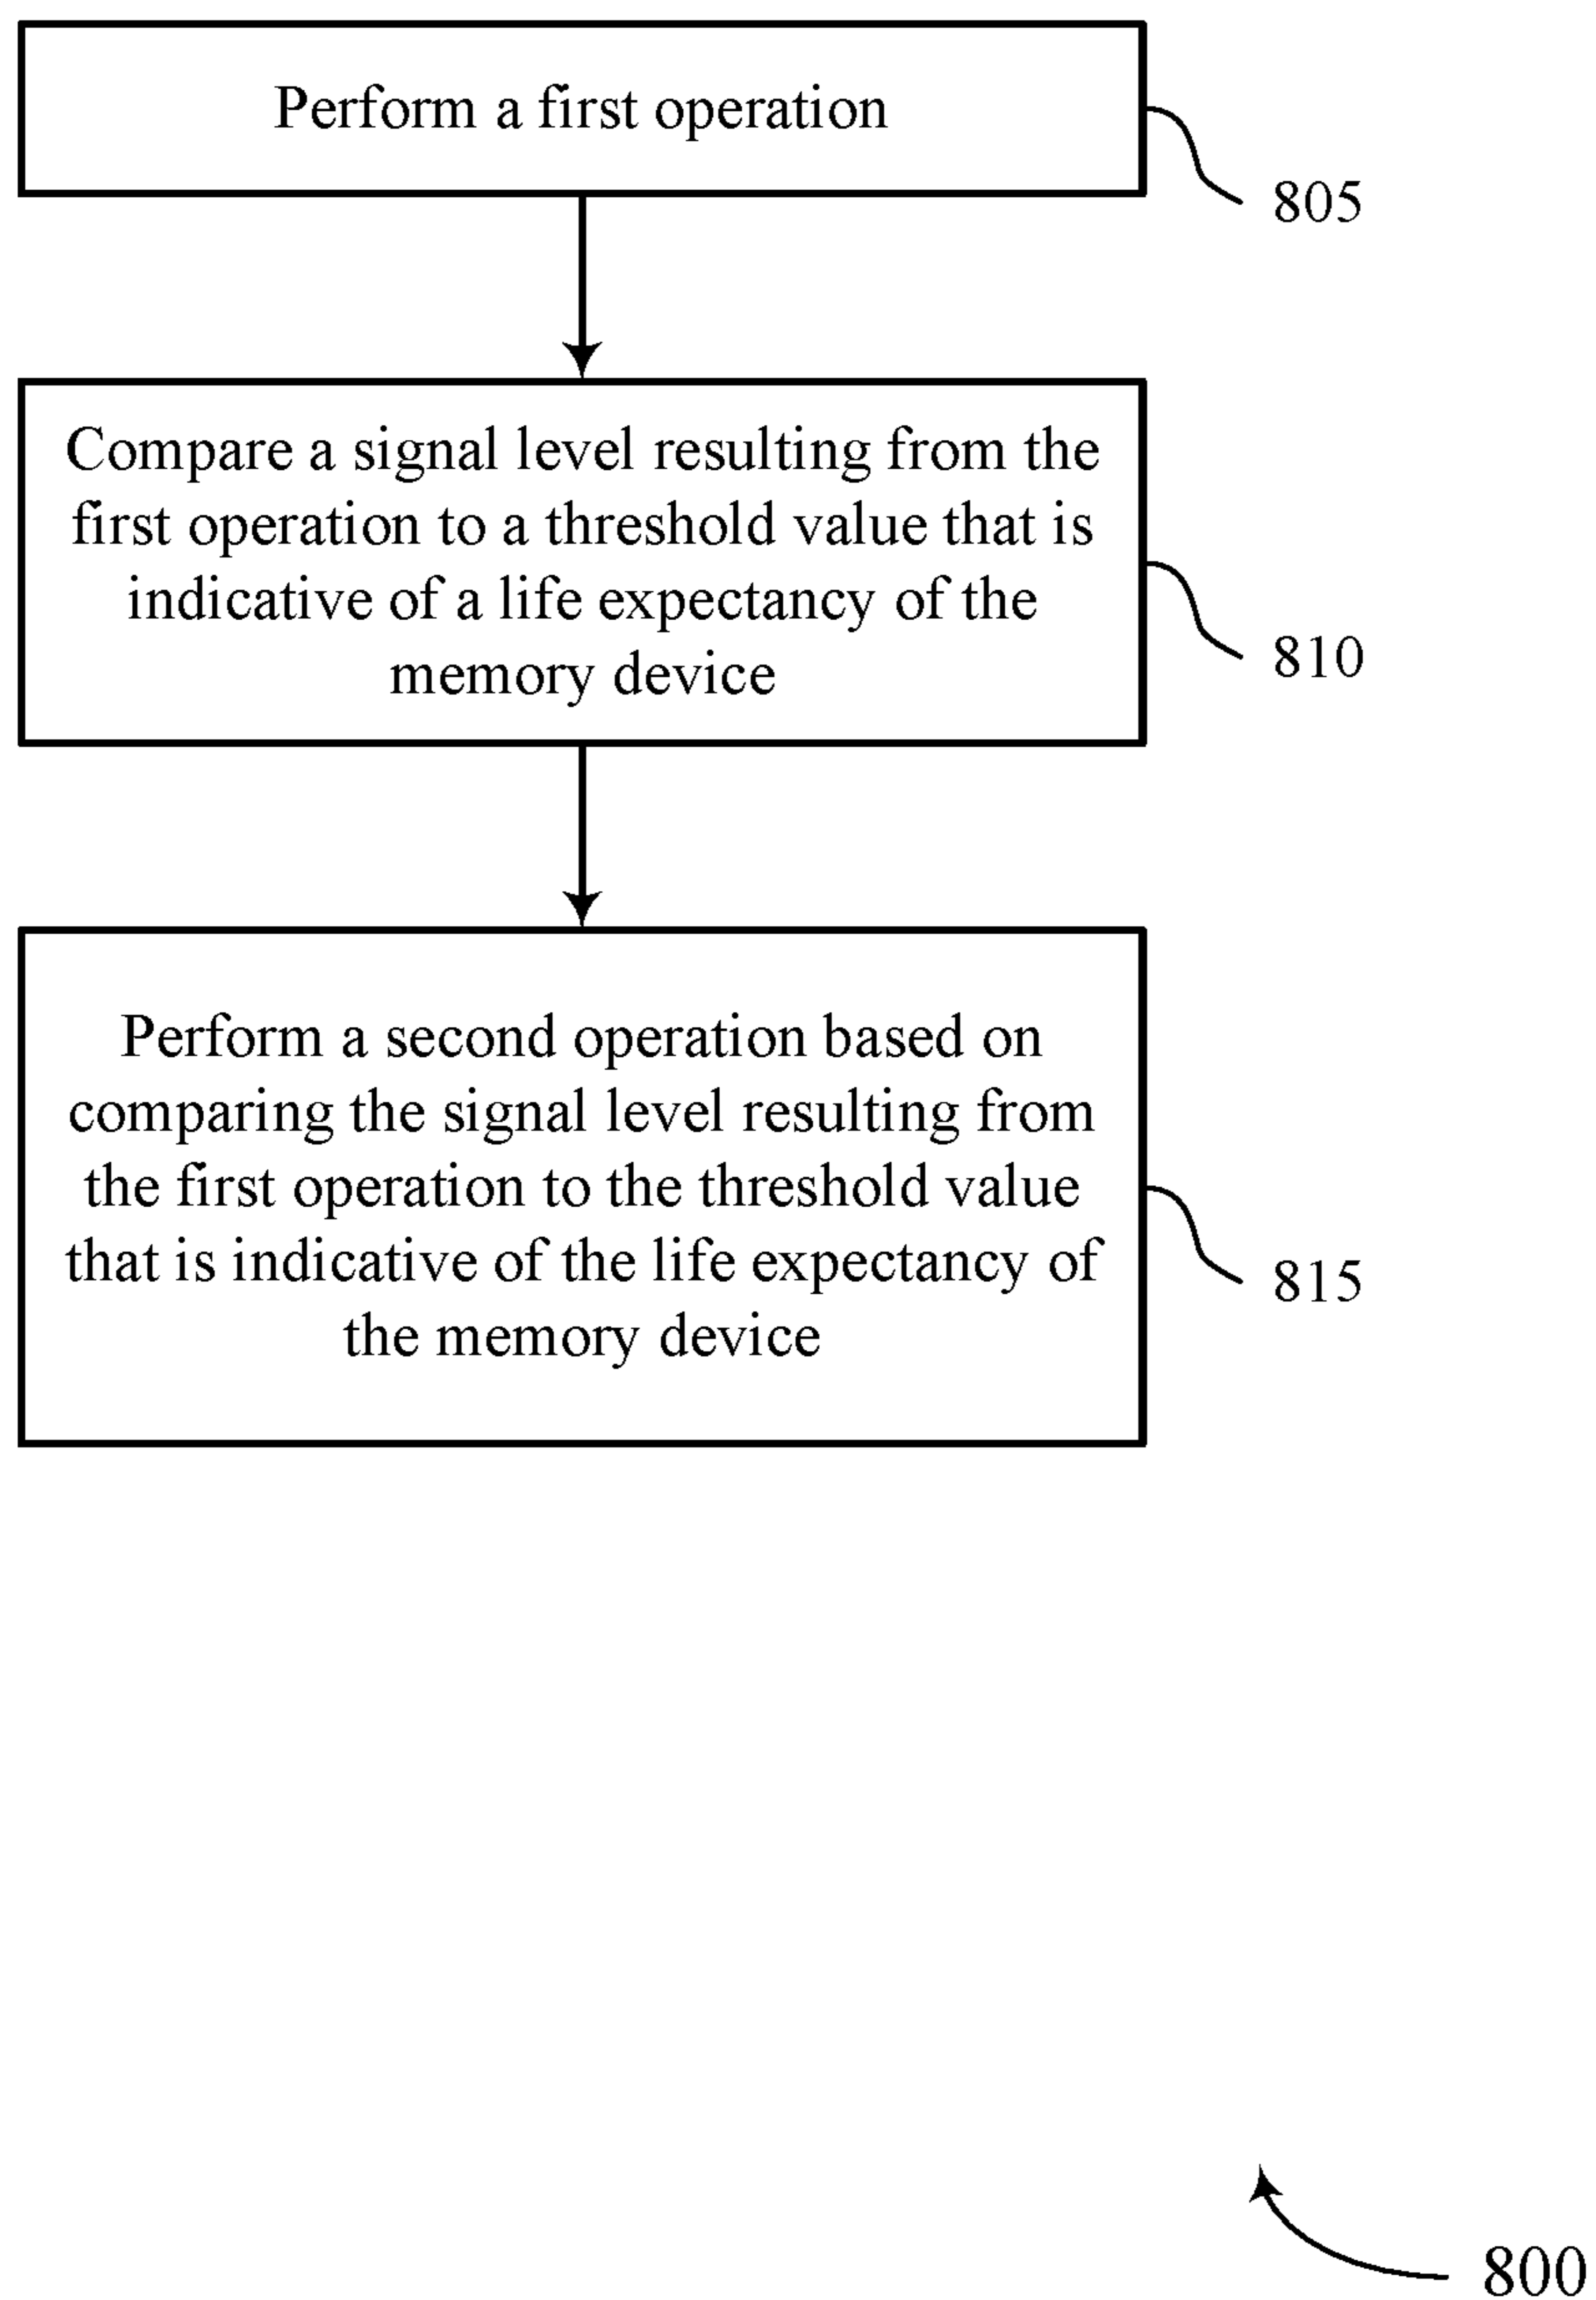 Perform a first operation
805
Compare a signal level resulting from the
first operation to a threshold value that is
indicative of a life expectancy of the
memory device
810
Perform a second operation based on
comparing the signal level resulting from
the first operation to the threshold value
that is indicative of the life expectancy of
the memory device
815
800